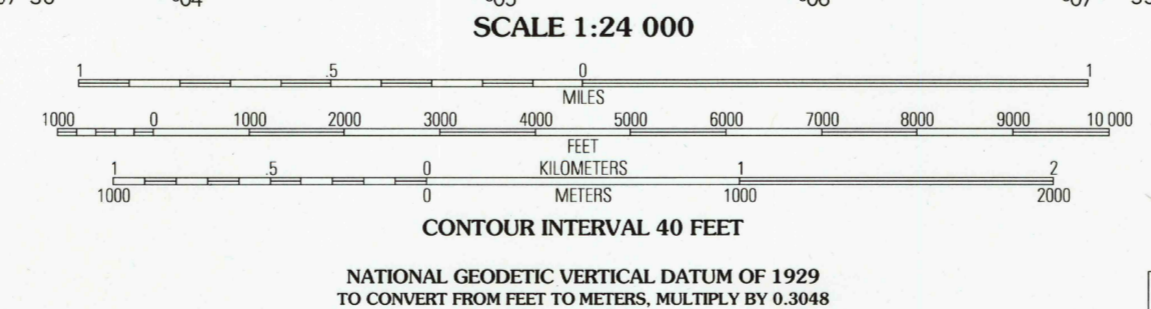 SCALE 1:24 000
1 .5 0 1
MILES
1000 0 1000 2000 3000 4000 5000 6000 7000 8000 9000 10 000
FEET
1 .5 0 KILOMETERS 1 2
1000 0 METERS 1000 2000
CONTOUR INTERVAL 40 FEET
NATIONAL GEODETIC VERTICAL DATUM OF 1929
TO CONVERT FROM FEET TO METERS, MULTIPLY BY 0.3048